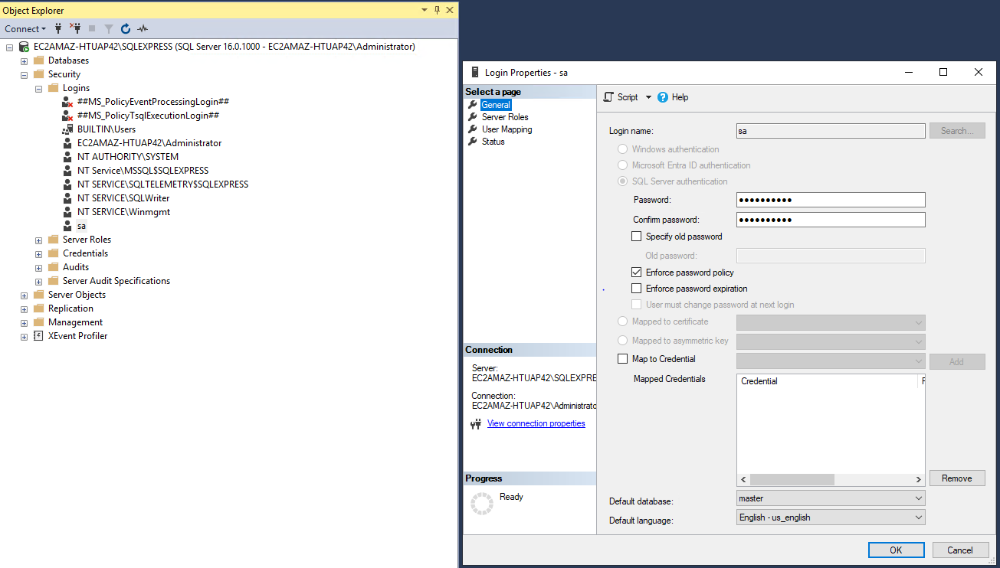 Object Explorer
Connect
EC2AMAZ-HTUAP42\SQLEXPRESS (SQL Server 16.0.1000 - EC2AMAZ-HTUAP42\Administrator)
Databases
Security
Logins
##MS_PolicyEventProcessingLogin##
##MS_PolicyTsqlExecutionLogin##
BUILTIN\Users
EC2AMAZ-HTUAP42\Administrator
NT AUTHORITY\SYSTEM
NT Service\MSSQL$SQLEXPRESS
NT SERVICE\SQLTELEMETRY$SQLEXPRESS
NT SERVICE\SQLWriter
NT SERVICE\Winmgmt
sa
Server Roles
Credentials
Audits
Server Audit Specifications
Server Objects
Replication
Management
XEvent Profiler
Login Properties - sa
Select a page
General
Server Roles
User Mapping
Status
Connection
Server:
EC2AMAZ-HTUAP42\SQLEXPRE
Connection:
EC2AMAZ-HTUAP42\Administrato
View connection properties
Progress
Ready
Script Help
Login name: sa Search...
Windows authentication
Microsoft Entra ID authentication
SQL Server authentication
Password: ●●●●●●●●●●
Confirm password: ●●●●●●●●●●
Specify old password
Old password:
Enforce password policy
Enforce password expiration
User must change password at next login
Mapped to certificate
Mapped to asymmetric key
Map to Credential Add
Mapped Credentials Credential
Remove
Default database: master
Default language: English - us_english
OK Cancel